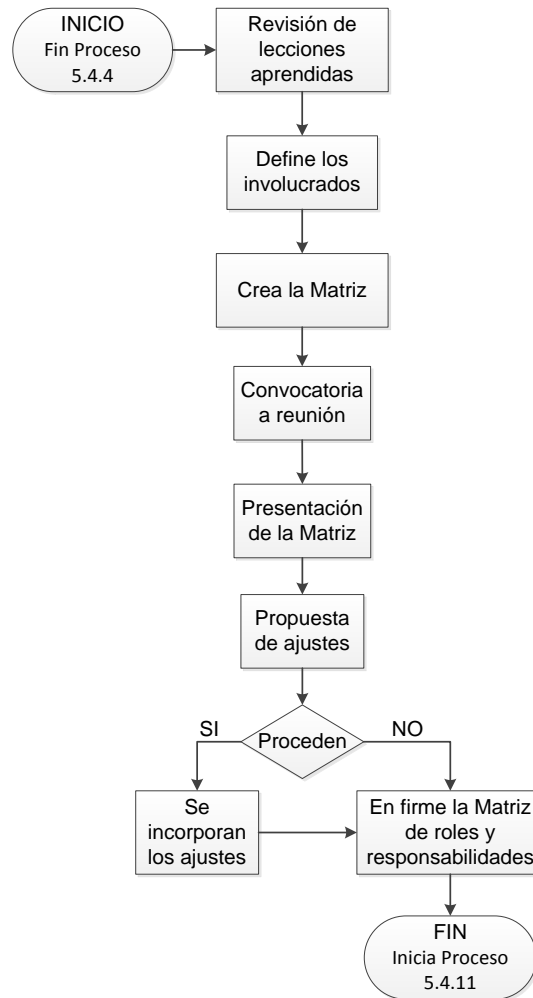 INICIO
Fin Proceso
5.4.4
Revisión de
lecciones
aprendidas
Define los
involucrados
Crea la Matriz
Convocatoria
a reunión
Presentación
de la Matriz
Propuesta
de ajustes
SI
Proceden
NO
Se
incorporan
los ajustes
En firme la Matriz
de roles y
responsabilidades
FIN
Inicia Proceso
5.4.11